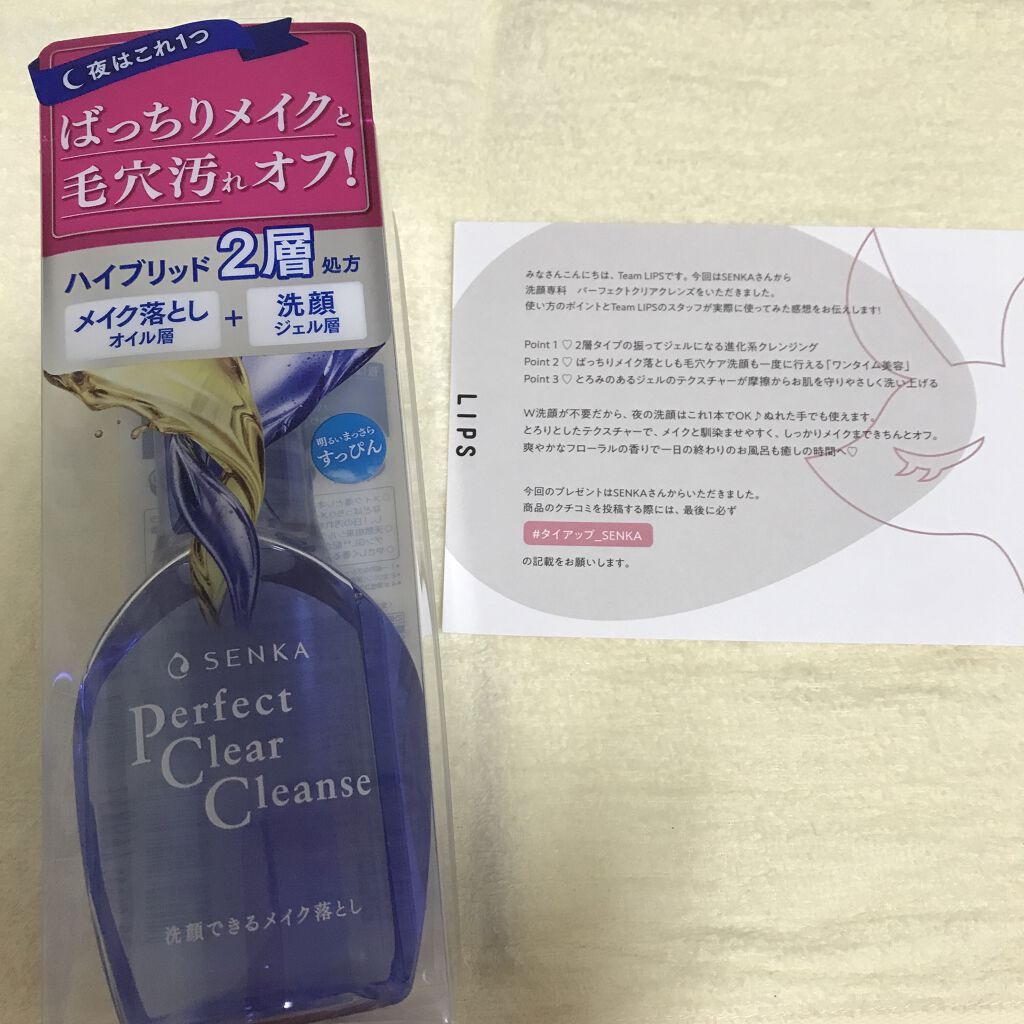 夜はこれ1つ
ばっちりメイクと
毛穴汚れオフ!
ハイブリッド2層処方
メイク落とし
オイル層
+
洗顔
ジェル層
明るいまっさら
すっぴん
SENKA
Perfect
Clear
Cleanse
洗顔できるメイク落とし
LIPS
みなさんこんにちは、Team LIPSです。今回はSENKAさんから
洗顔専科 パーフェクトクリアクレンズをいただきました。
使い方のポイントとTeam LIPSのスタッフが実際に使ってみた感想をお伝えします!
Point 1 ♡ 2層タイプの振ってジェルになる進化系クレンジング
Point 2 ♡ ばっちりメイク落としも毛穴ケア洗顔も一度に行える「ワンタイム美容」
Point 3 ♡ とろみのあるジェルのテクスチャーが摩擦からお肌を守りやさしく洗い上げる
W洗顔が不要だから、夜の洗顔はこれ1本でOK♪ぬれた手でも使えます。
とろりとしたテクスチャーで、メイクと馴染ませやすく、しっかりメイクまできちんとオフ。
爽やかなフローラルの香りで一日の終わりのお風呂も癒しの時間へ♡
今回のプレゼントはSENKAさんからいただきました。
商品のクチコミを投稿する際には、最後に必ず
#タイアップ_SENKA
の記載をお願いします。